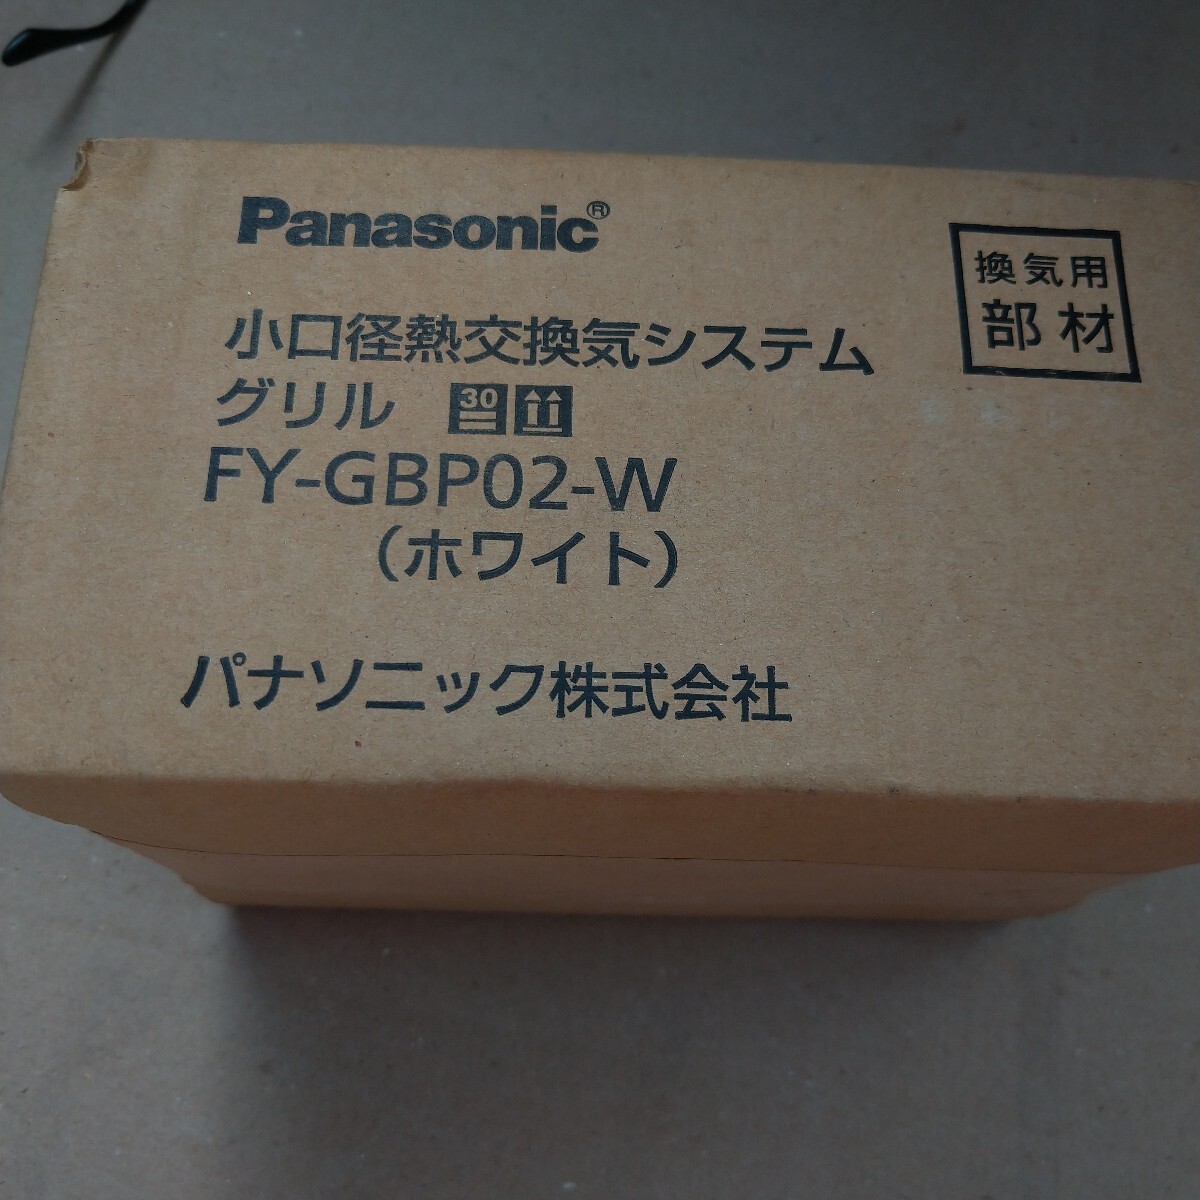 Panasonic®
小口径熱交換気システム
グリル 30
FY-GBP02-W
(ホワイト)
パナソニック株式会社
換気用
部材